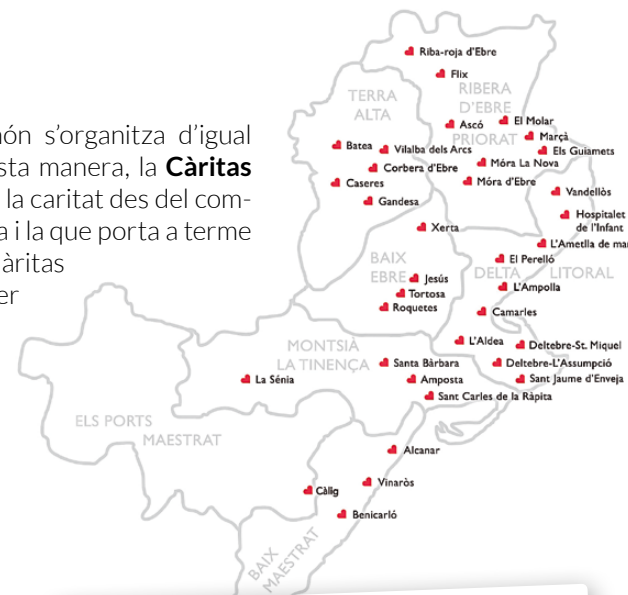 món s’organitza d’igual
sta manera, la Càritas
la caritat des del com-
a i la que porta a terme
àritas
er
Riba-roja d'Ebre
Flix
RIBERA
D'EBRE
TERRA
ALTA
Ascó
El Molar
PRIORAT
Marçà
Batea
Vilalba dels Arcs
Els Guiamets
Corbera d'Ebre
Móra La Nova
Caseres
Móra d'Ebre
Gandesa
Vandellòs
Hospitalet
de l'Infant
Xerta
L'Ametlla de mar
BAIX
EBRE
El Perelló
DELTA
LITORAL
Jesús
L'Ampolla
Tortosa
Roquetes
Camarles
MONTSIÀ
LA TINENÇA
L'Aldea
Deltebre-St. Miquel
Santa Bàrbara
Deltebre-L'Assumpció
La Sénia
Amposta
Sant Jaume d'Enveja
Sant Carles de la Ràpita
ELS PORTS
MAESTRAT
Alcanar
Vinaròs
Càlig
Benicarló
BAIX
MAESTRAT